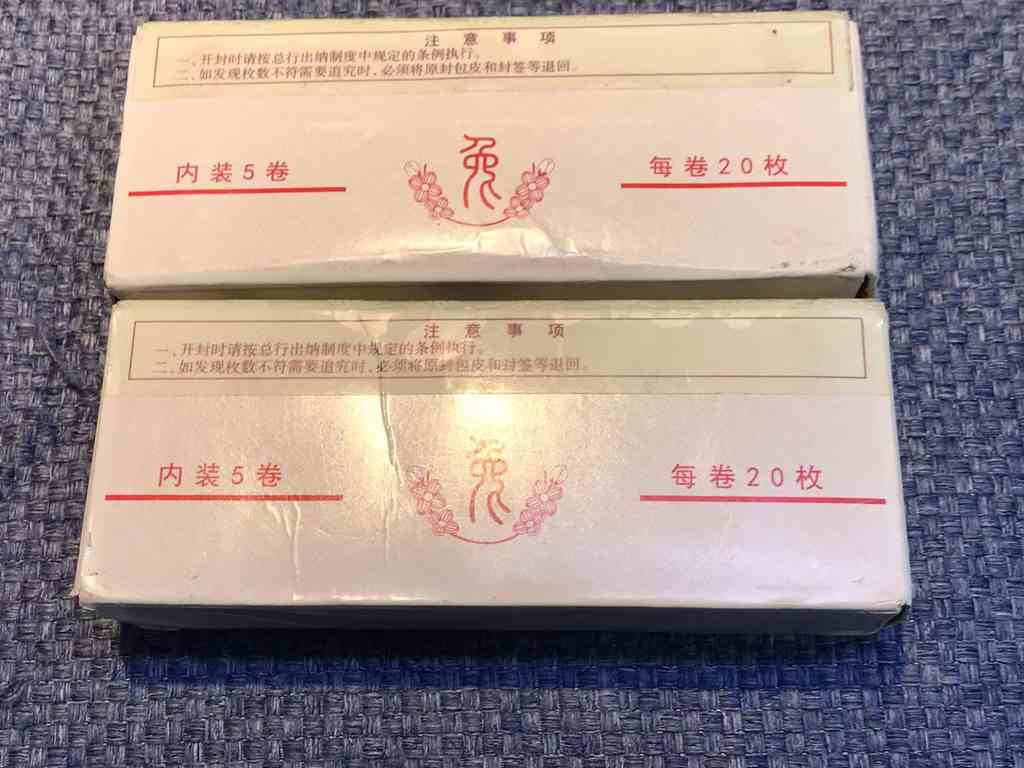 注意事项
一、开封时请按总行出纳制度中规定的条例执行。
二、如发现枚数不符需要追究时，必须将原封包皮和封签等退回。
内装5卷
兔
每卷20枚
注意事项
一、开封时请按总行出纳制度中规定的条例执行。
二、如发现枚数不符需要追究时，必须将原封包皮和封签等退回。
内装5卷
兔
每卷20枚